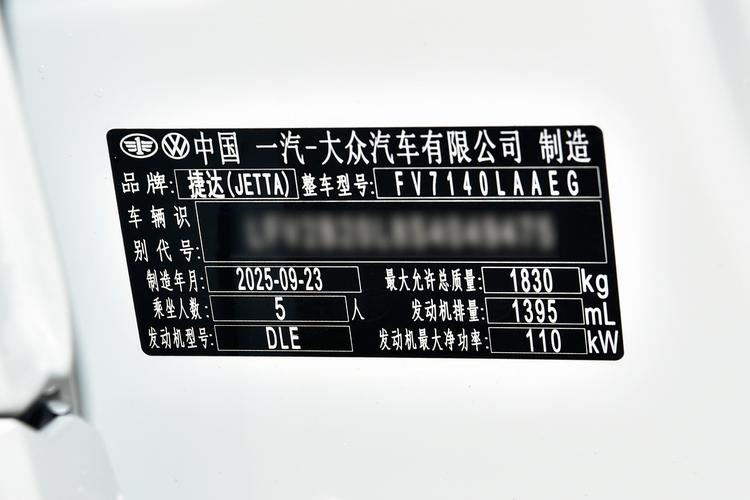 中国 一汽-大众汽车有限公司 制造
品牌: 捷达(JETTA) 整车型号: FV7140LAAEG
车辆识
别代号:
制造年月: 2025-09-23 最大允许总质量: 1830 kg
乘坐人数: 5 人 发动机排量: 1395 mL
发动机型号: DLE 发动机最大净功率: 110 kW